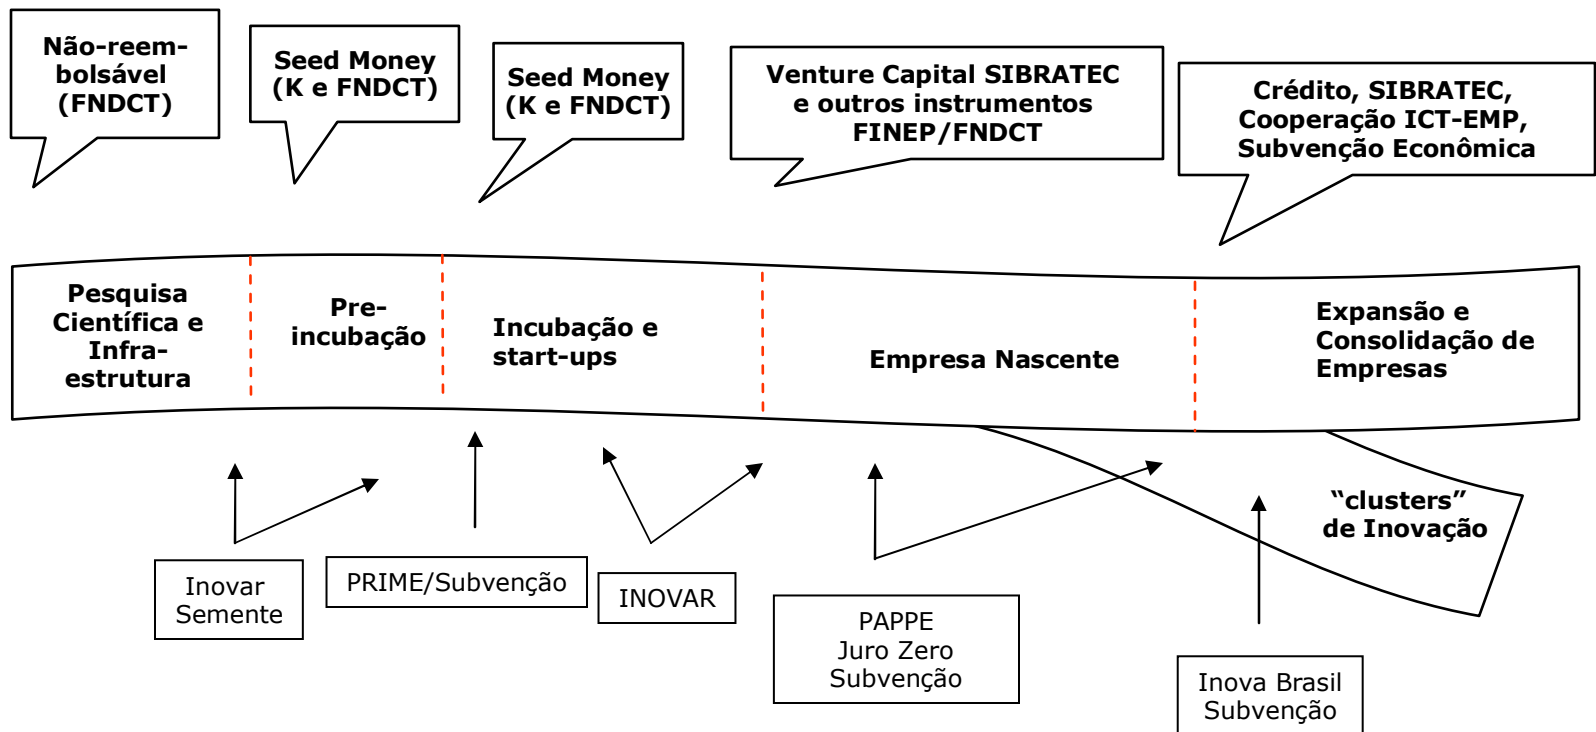 Não-reem-
bolsável
(FNDCT)
Seed Money
(K e FNDCT)
Seed Money
(K e FNDCT)
Venture Capital SIBRATEC
e outros instrumentos
FINEP/FNDCT
Crédito, SIBRATEC,
Cooperação ICT-EMP,
Subvenção Econômica
Pesquisa
Científica e
Infra-
estrutura
Pre-
incubação
Incubação e
start-ups
Empresa Nascente
Expansão e
Consolidação de
Empresas
“clusters”
de Inovação
Inovar
Semente
PRIME/Subvenção
INOVAR
PAPPE
Juro Zero
Subvenção
Inova Brasil
Subvenção